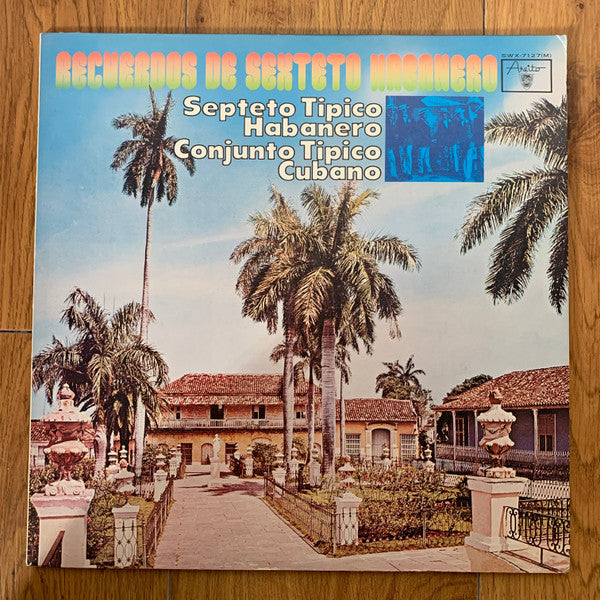 SWX-7127(M)
RECUERDOS DE SEXTETO HABANERO
Areito
Septeto Tipico
Habanero
Conjunto Tipico
Cubano